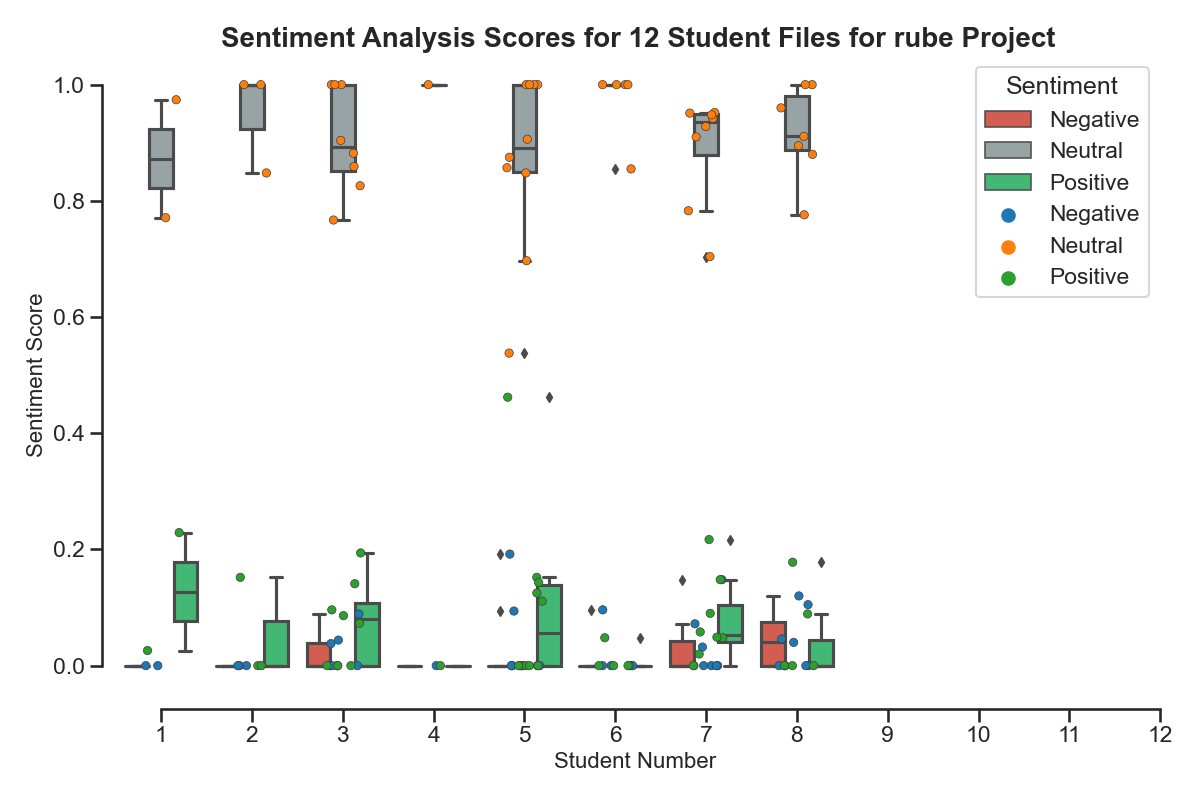 Sentiment Analysis Scores for 12 Student Files for rube Project
Sentiment
Negative
Neutral
Positive
Negative
Neutral
Positive
Sentiment Score
1.0
0.8
0.6
0.4
0.2
0.0
1 2 3 4 5 6 7 8 9 10 11 12
Student Number